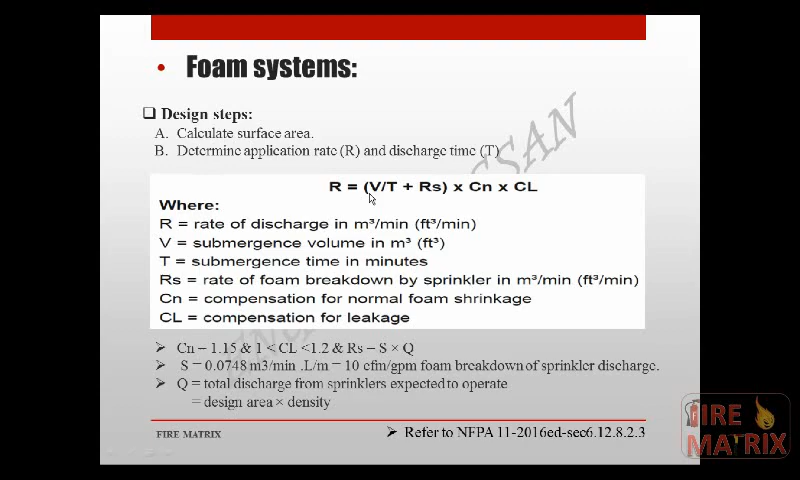 • Foam systems:
❑ Design steps:
A. Calculate surface area.
B. Determine application rate (R) and discharge time (T)
R = (V/T + Rs) x Cn x CL
Where:
R = rate of discharge in m³/min (ft³/min)
V = submergence volume in m³ (ft³)
T = submergence time in minutes
Rs = rate of foam breakdown by sprinkler in m³/min (ft³/min)
Cn = compensation for normal foam shrinkage
CL = compensation for leakage
➢ Cn = 1.15 & 1 < CL <1.2 & Rs = S × Q
➢ S = 0.0748 m3/min .L/m = 10 cfm/gpm foam breakdown of sprinkler discharge.
➢ Q = total discharge from sprinklers expected to operate
= design area × density
FIRE MATRIX
➢ Refer to NFPA 11-2016ed-sec6.12.8.2.3
FIRE
MATRIX